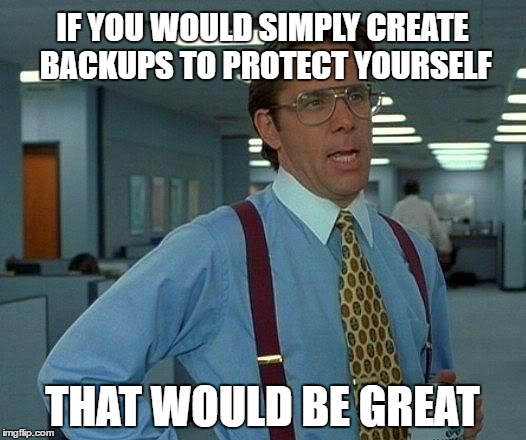 IF YOU WOULD SIMPLY CREATE
BACKUPS TO PROTECT YOURSELF
THAT WOULD BE GREAT
imgflip.com